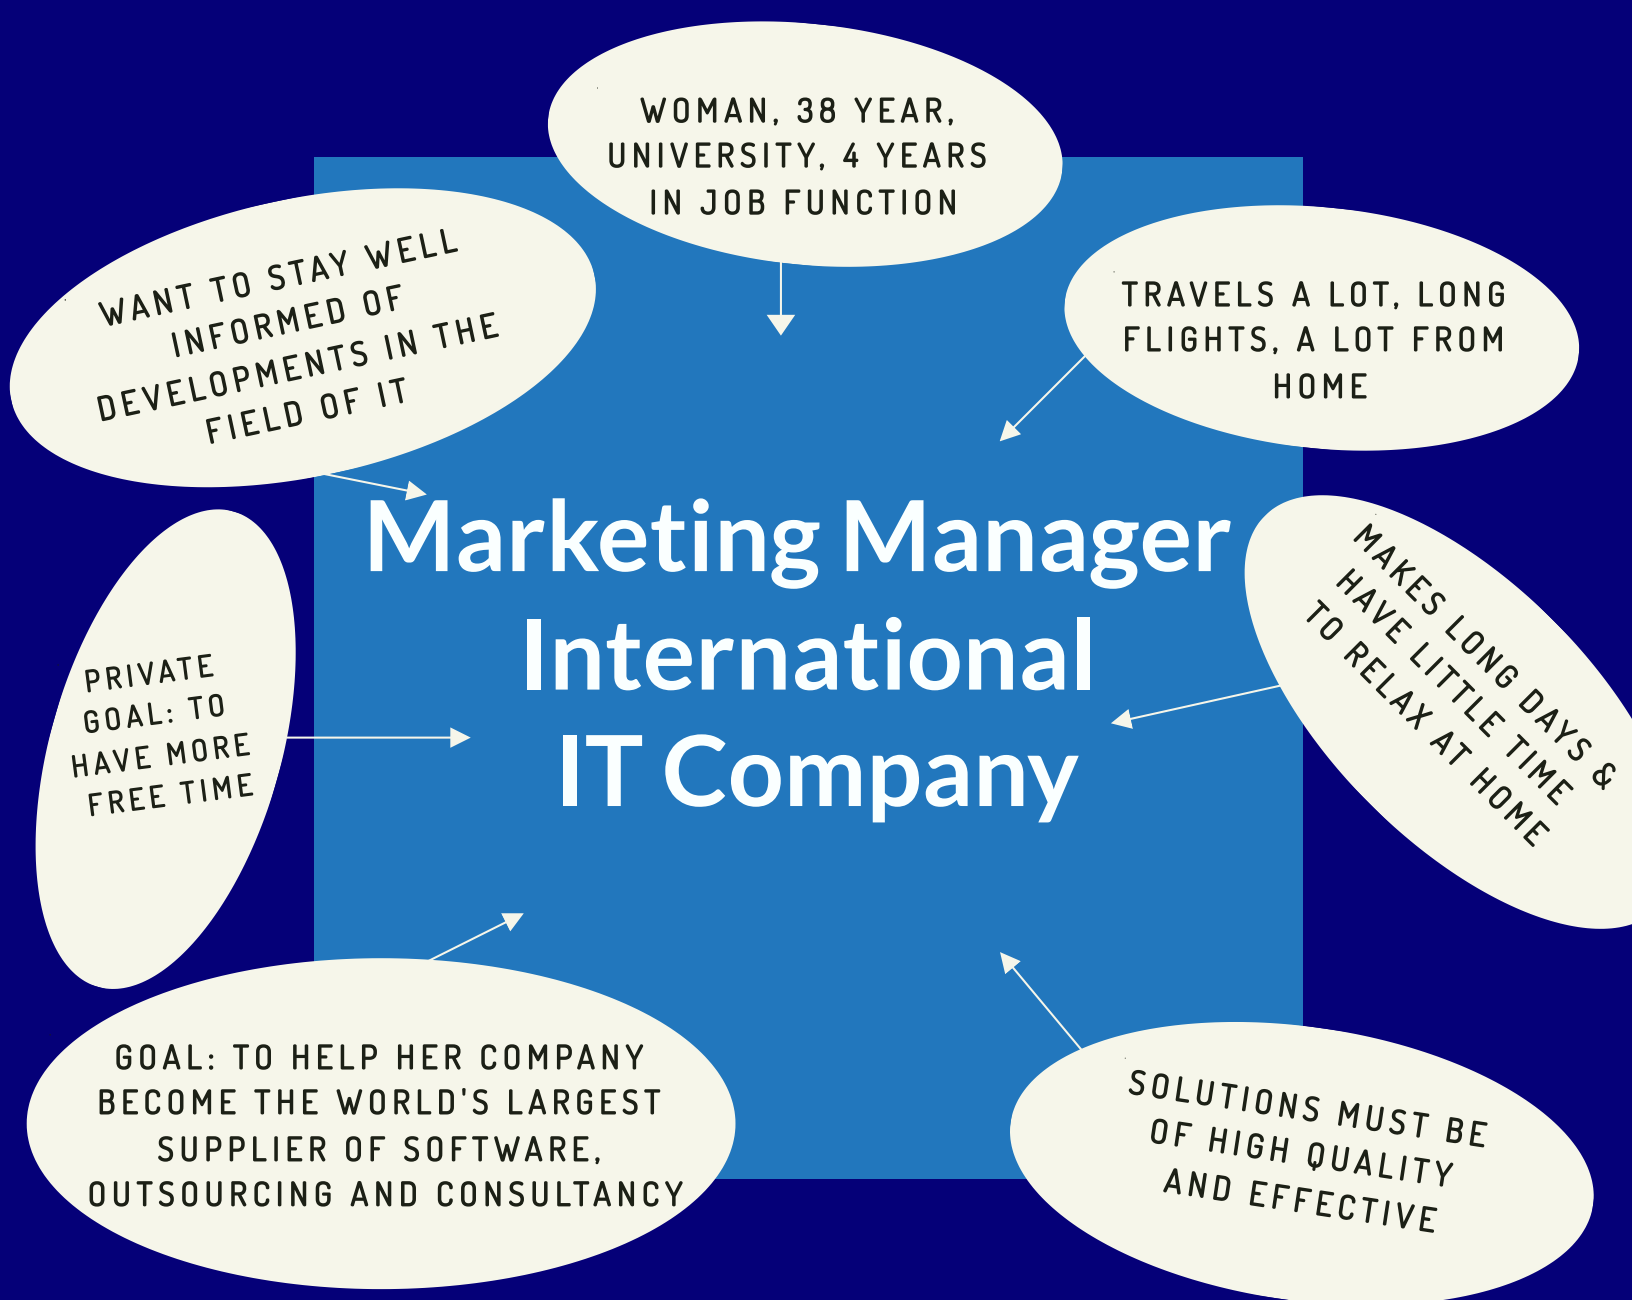 WOMAN, 38 YEAR,
UNIVERSITY, 4 YEARS
IN JOB FUNCTION
WANT TO STAY WELL
INFORMED OF
DEVELOPMENTS IN THE
FIELD OF IT
TRAVELS A LOT, LONG
FLIGHTS, A LOT FROM
HOME
Marketing Manager
International
IT Company
MAKES LONG DAYS &
HAVE LITTLE TIME
TO RELAX AT HOME
PRIVATE
GOAL: TO
HAVE MORE
FREE TIME
GOAL: TO HELP HER COMPANY
BECOME THE WORLD'S LARGEST
SUPPLIER OF SOFTWARE,
OUTSOURCING AND CONSULTANCY
SOLUTIONS MUST BE
OF HIGH QUALITY
AND EFFECTIVE